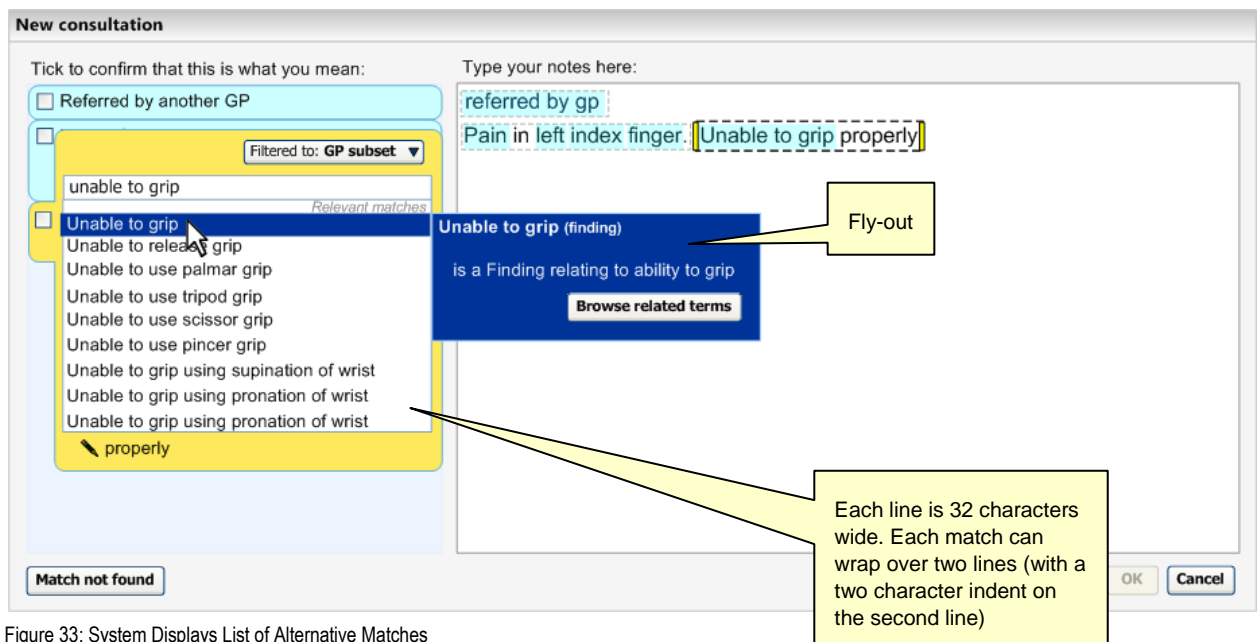 New consultation
Tick to confirm that this is what you mean:
Referred by another GP
Filtered to: GP subset
unable to grip
Relevant matches
Unable to grip
Unable to release grip
Unable to use palmar grip
Unable to use tripod grip
Unable to use scissor grip
Unable to use pincer grip
Unable to grip using supination of wrist
Unable to grip using pronation of wrist
Unable to grip using pronation of wrist
properly
Type your notes here:
referred by gp
Pain in left index finger. Unable to grip properly
Unable to grip (finding)
is a Finding relating to ability to grip
Browse related terms
Fly-out
Each line is 32 characters
wide. Each match can
wrap over two lines (with a
two character indent on
the second line)
Match not found
OK
Cancel
Figure 33: System Displays List of Alternative Matches